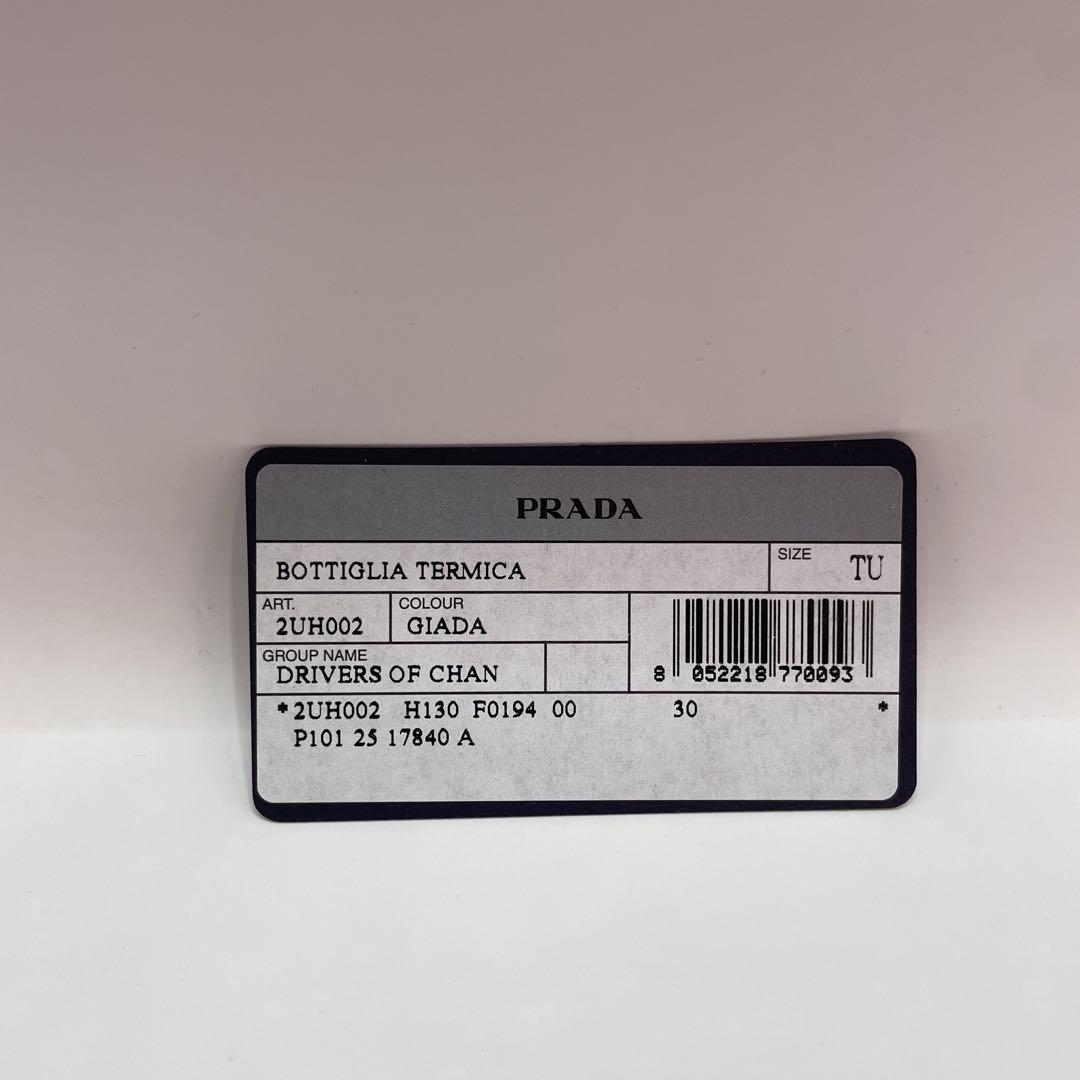 PRADA
BOTTIGLIA TERMICA
SIZE TU
ART. 2UH002
COLOUR GIADA
GROUP NAME
DRIVERS OF CHAN
8 052218 770093
*2UH002 H130 F0194 00 30 *
P101 25 17840 A